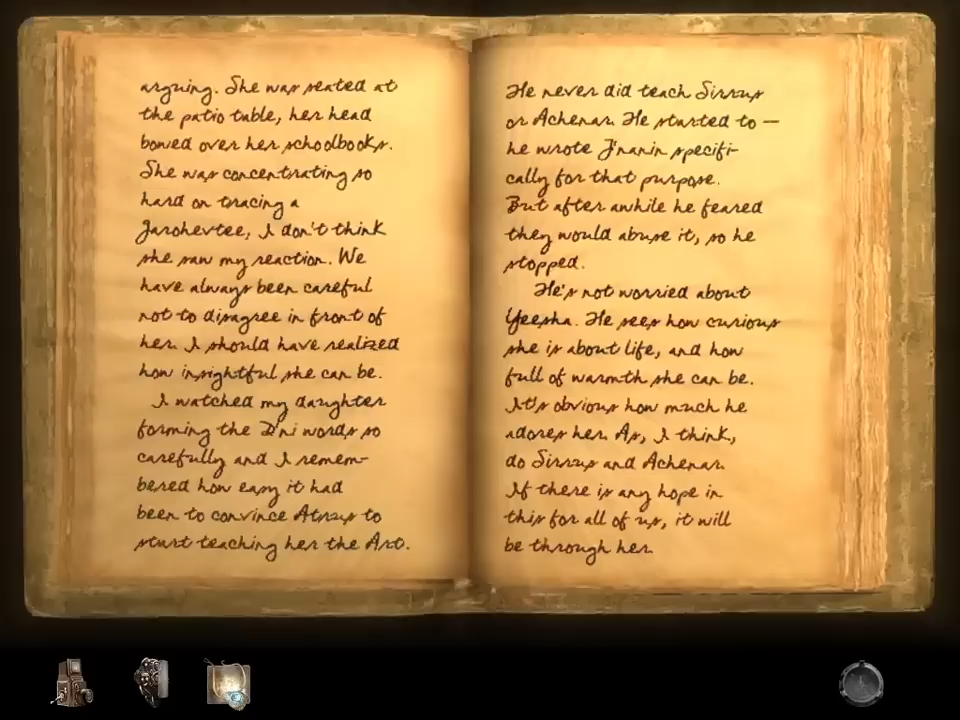 arguing. She was seated at
the patio table, her head
bowed over her schoolbooks.
She was concentrating so
hard on tracing a
Garohevtee, I don't think
she saw my reaction. We
have always been careful
not to disagree in front of
her. I should have realized
how insightful she can be.
I watched my daughter
forming the D'ni words so
carefully and I remem-
bered how easy it had
been to convince Atrus to
start teaching her the Art.
He never did teach Sirrus
or Achenar. He started to —
he wrote J'nanin specifi-
cally for that purpose.
But after awhile he feared
they would abuse it, so he
stopped.
He's not worried about
Yeesha. He sees how curious
she is about life, and how
full of warmth she can be.
It's obvious how much he
adores her. As, I think,
do Sirrus and Achenar.
If there is any hope in
this for all of us, it will
be through her.